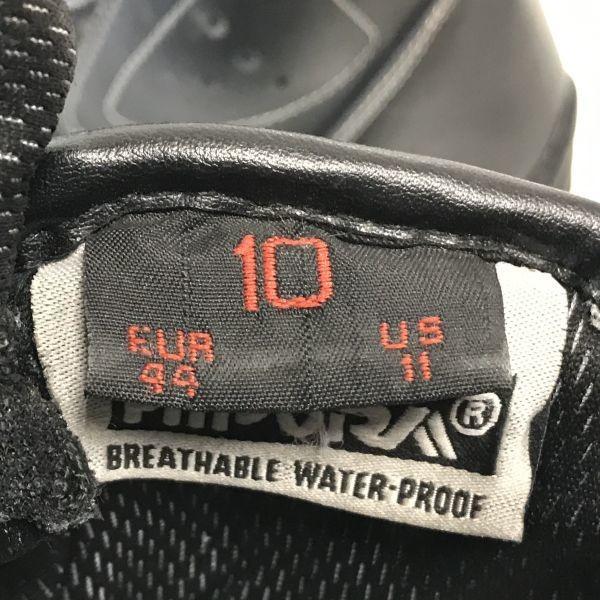 10
EUR US
44 11
®
BREATHABLE WATER-PROOF